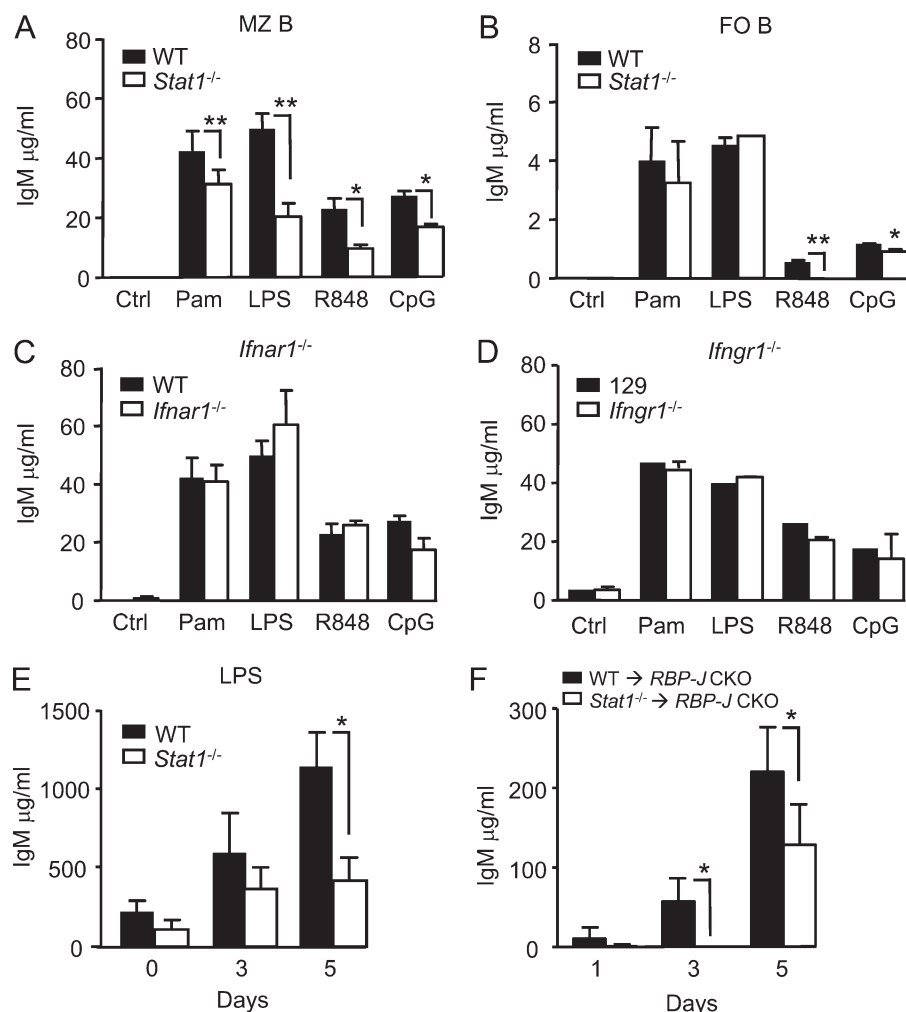 A
MZ B
80
60
40
20
0
IgM µg/ml
WT
Stat1-/-
**
**
*
*
Ctrl Pam LPS R848 CpG
B
FO B
8
6
4
2
0
IgM µg/ml
WT
Stat1-/-
**
*
Ctrl Pam LPS R848 CpG
C
Ifnar1-/-
80
60
40
20
0
IgM µg/ml
WT
Ifnar1-/-
Ctrl Pam LPS R848 CpG
D
Ifngr1-/-
80
60
40
20
0
IgM µg/ml
129
Ifngr1-/-
Ctrl Pam LPS R848 CpG
E
LPS
1500
1000
500
0
IgM µg/ml
WT
Stat1-/-
*
0 3 5
Days
F
WT → RBP-J CKO
Stat1-/- → RBP-J CKO
300
200
100
0
IgM µg/ml
*
*
1 3 5
Days